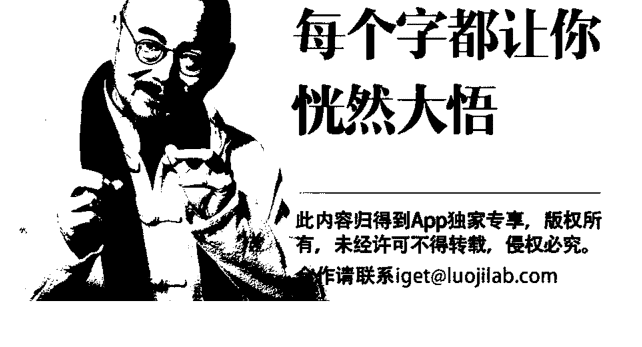 每个字都让你
恍然大悟
此内容归得到App独家专享，版权所
有，未经许可不得转载，侵权必究。
作请联系iget@luojilab.com